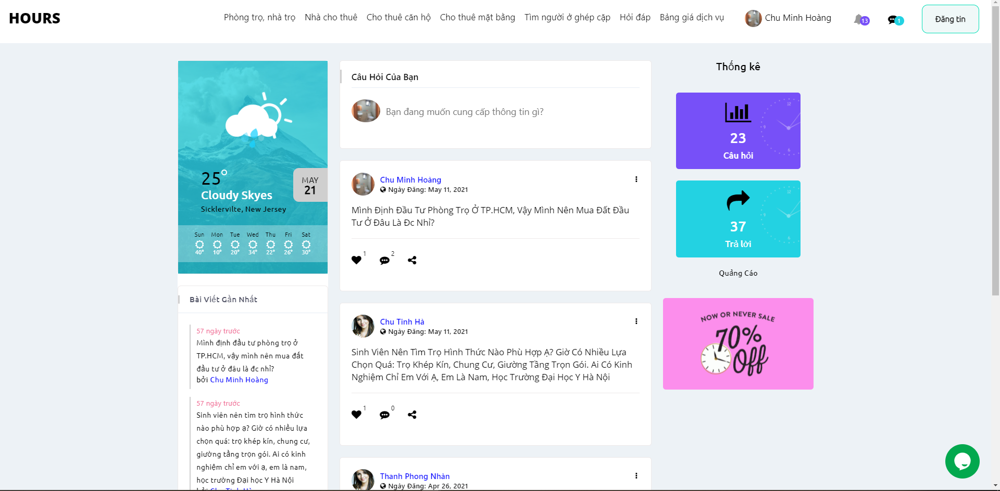 HOURS
Phòng trọ, nhà trọ
Nhà cho thuê
Cho thuê căn hộ
Cho thuê mặt bằng
Tìm người ở ghép cặp
Hỏi đáp
Bảng giá dịch vụ
Chu Minh Hoàng
13
1
Đăng tin
25°
Cloudy Skyes
Sicklervilte, New Jersey
MAY
21
Sun Mon Tue Wed Thu Fri Sat
40° 10° 20° 34° 22° 26° 30°
Bài Viết Gần Nhất
57 ngày trước
Mình định đầu tư phòng trọ ở
TP.HCM, vậy mình nên mua đất
đầu tư ở đâu là đc nhỉ?
bởi Chu Minh Hoàng
57 ngày trước
Sinh viên nên tìm trọ hình thức
nào phù hợp ạ? Giờ có nhiều lựa
chọn quá: trọ khép kín, chung cư,
giường tầng trọn gói. Ai có kinh
nghiệm chỉ em với ạ, em là nam,
học trường Đại học Y Hà Nội
bởi Chu Tinh Hà
Câu Hỏi Của Bạn
Bạn đang muốn cung cấp thông tin gì?
Chu Minh Hoàng
Ngày Đăng: May 11, 2021
Mình Định Đầu Tư Phòng Trọ Ở TP.HCM, Vậy Mình Nên Mua Đất Đầu
Tư Ở Đâu Là Đc Nhỉ?
1
2
Chu Tinh Hà
Ngày Đăng: May 11, 2021
Sinh Viên Nên Tìm Trọ Hình Thức Nào Phù Hợp Ạ? Giờ Có Nhiều Lựa
Chọn Quá: Trọ Khép Kín, Chung Cư, Giường Tầng Trọn Gói. Ai Có Kinh
Nghiệm Chỉ Em Với Ạ, Em Là Nam, Học Trường Đại Học Y Hà Nội
1
0
Thanh Phong Nhàn
Ngày Đăng: Apr 26, 2021
Thống kê
12
9
6
23
Câu hỏi
12
9
6
37
Trả lời
Quảng Cáo
NOW OR NEVER SALE
70%
Off